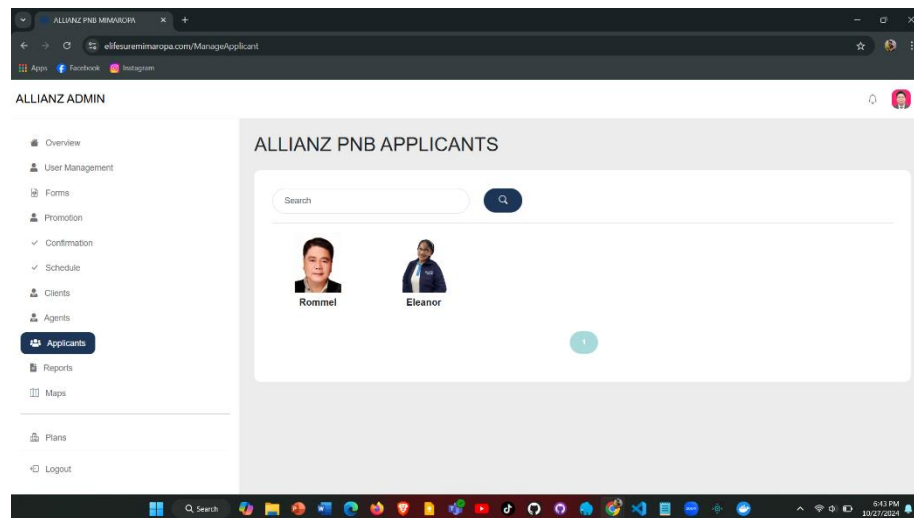 ALLIANZ PNB MIMAROPA
elifesuremimaropa.com/ManageApplicant
Apps Facebook Instagram
ALLIANZ ADMIN
Overview
User Management
Forms
Promotion
Confirmation
Schedule
Clients
Agents
Applicants
Reports
Maps
Plans
Logout
ALLIANZ PNB APPLICANTS
Search
Rommel Eleanor
1
Search
6:43 PM
10/27/2024